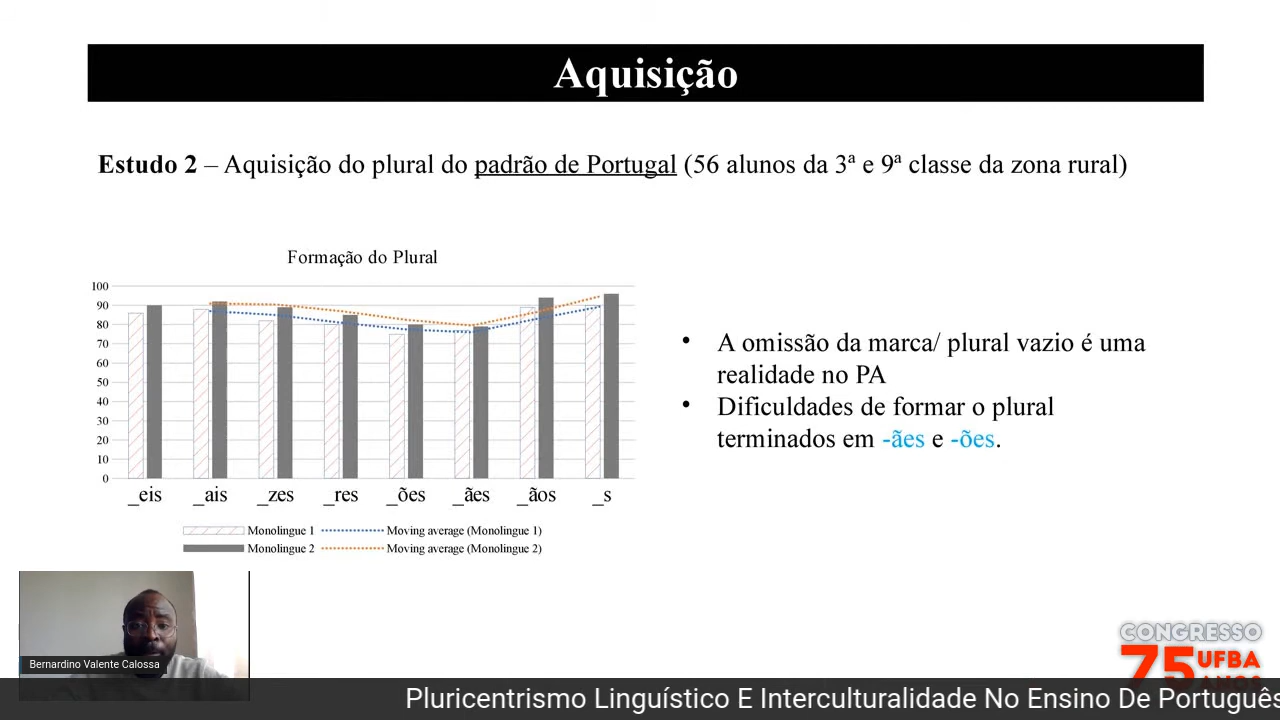 Aquisição
Estudo 2 – Aquisição do plural do padrão de Portugal (56 alunos da 3ª e 9ª classe da zona rural)
Formação do Plural
100
90
80
70
60
50
40
30
20
10
0
_eis _ais _zes _res _ões _ães _ãos _s
Monolingue 1 Moving average (Monolingue 1)
Monolingue 2 Moving average (Monolingue 2)
• A omissão da marca/ plural vazio é uma
realidade no PA
• Dificuldades de formar o plural
terminados em -ães e -ões.
Bernardino Valente Calossa
CONGRESSO
75 UFBA
ANOS
Pluricentrismo Linguístico E Interculturalidade No Ensino De Português